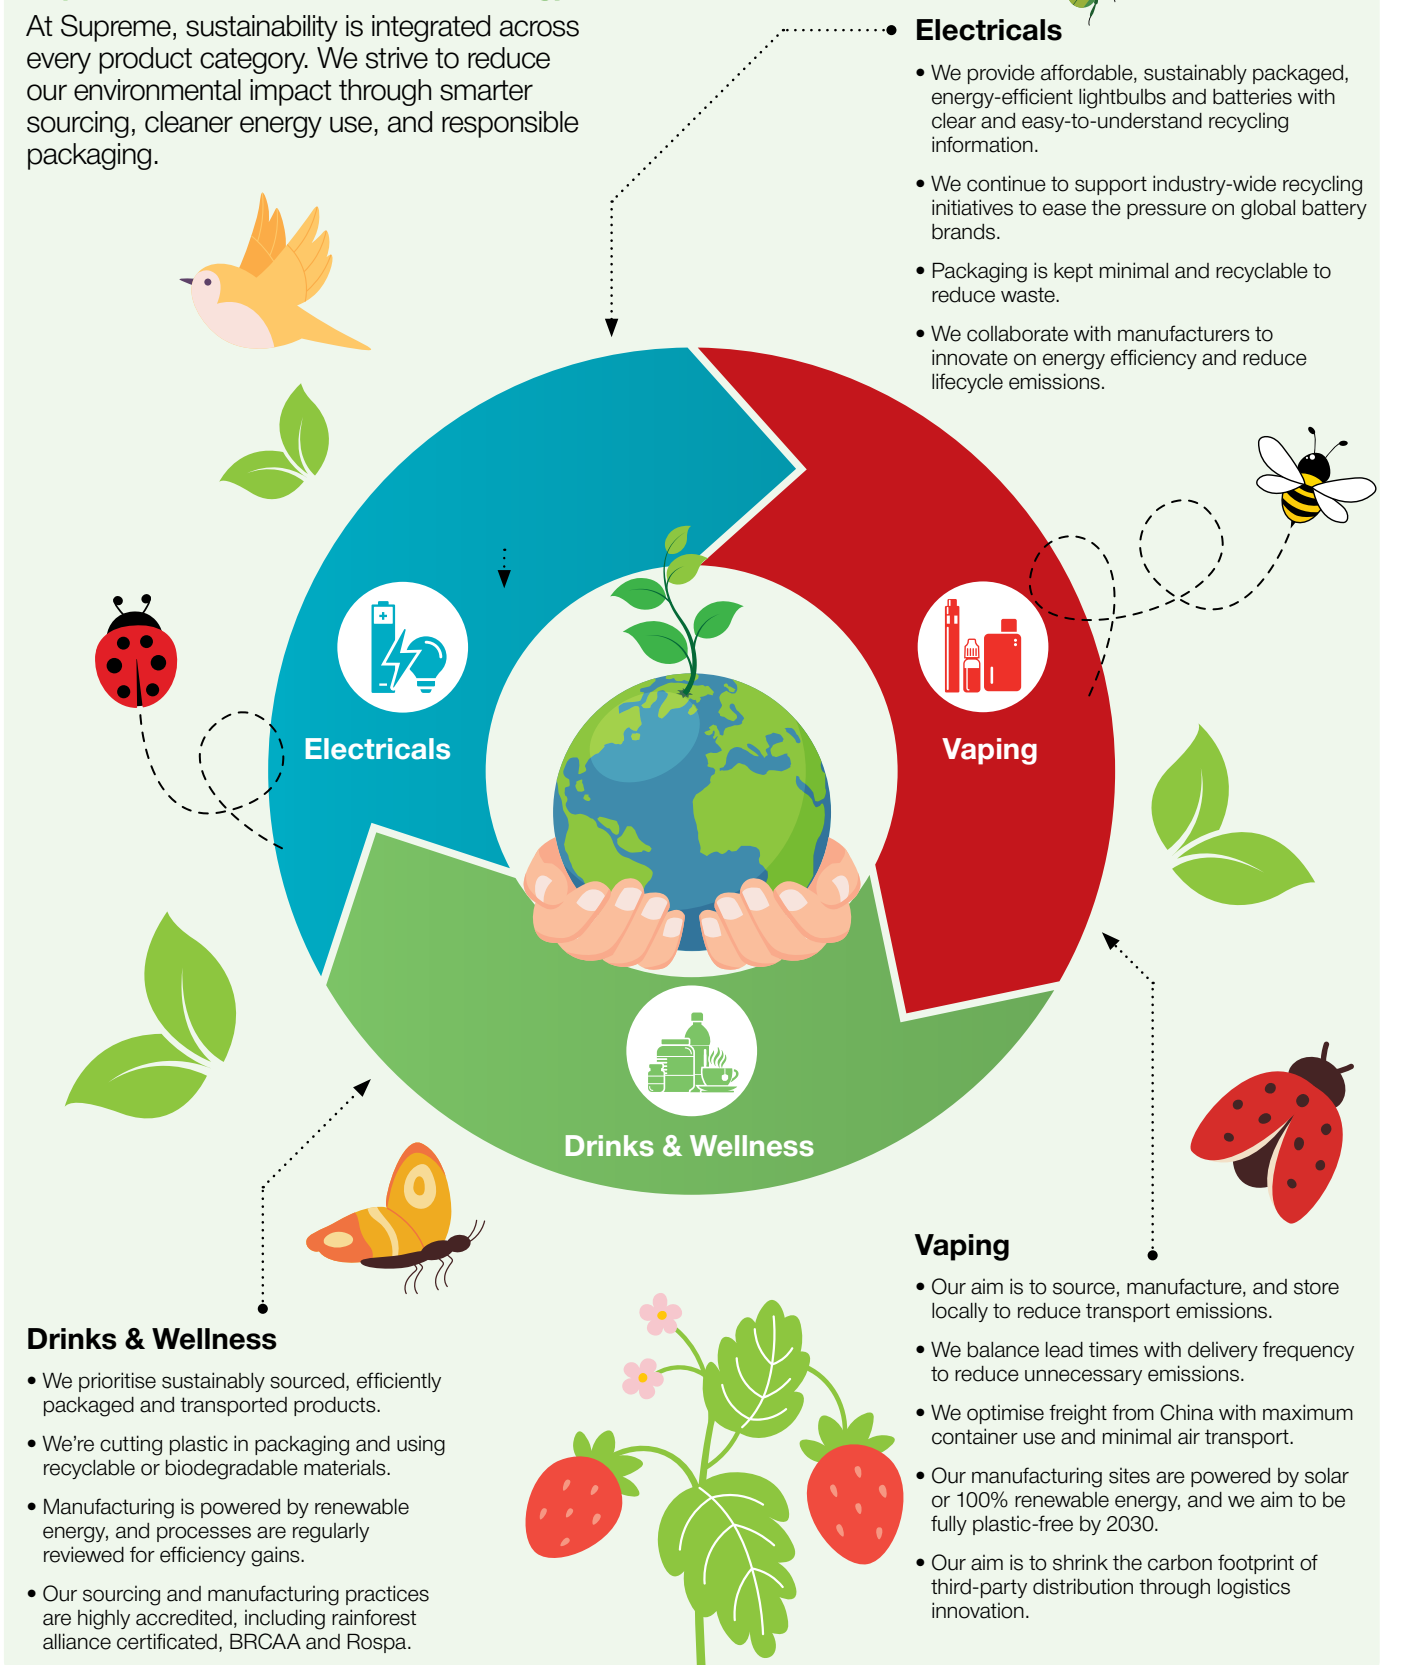 At Supreme, sustainability is integrated across
every product category. We strive to reduce
our environmental impact through smarter
sourcing, cleaner energy use, and responsible
packaging.
Electricals
• We provide affordable, sustainably packaged,
energy-efficient lightbulbs and batteries with
clear and easy-to-understand recycling
information.
• We continue to support industry-wide recycling
initiatives to ease the pressure on global battery
brands.
• Packaging is kept minimal and recyclable to
reduce waste.
• We collaborate with manufacturers to
innovate on energy efficiency and reduce
lifecycle emissions.
Electricals
Vaping
Drinks & Wellness
Drinks & Wellness
• We prioritise sustainably sourced, efficiently
packaged and transported products.
• We’re cutting plastic in packaging and using
recyclable or biodegradable materials.
• Manufacturing is powered by renewable
energy, and processes are regularly
reviewed for efficiency gains.
• Our sourcing and manufacturing practices
are highly accredited, including rainforest
alliance certificated, BRCAA and Rospa.
Vaping
• Our aim is to source, manufacture, and store
locally to reduce transport emissions.
• We balance lead times with delivery frequency
to reduce unnecessary emissions.
• We optimise freight from China with maximum
container use and minimal air transport.
• Our manufacturing sites are powered by solar
or 100% renewable energy, and we aim to be
fully plastic-free by 2030.
• Our aim is to shrink the carbon footprint of
third-party distribution through logistics
innovation.